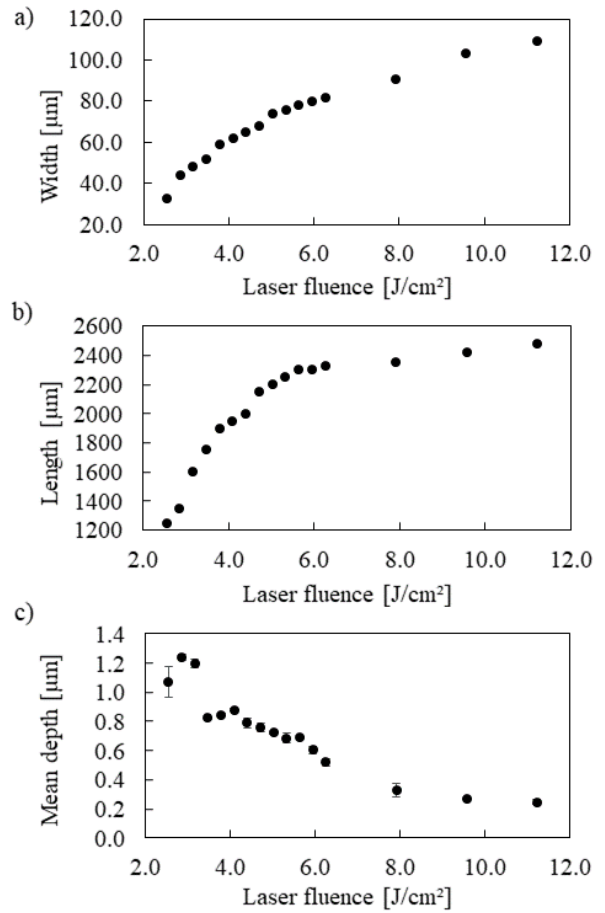 a)
120.0
100.0
80.0
60.0
40.0
20.0
Width [µm]
2.0 4.0 6.0 8.0 10.0 12.0
Laser fluence [J/cm²]
b)
2600
2400
2200
2000
1800
1600
1400
1200
Length [µm]
2.0 4.0 6.0 8.0 10.0 12.0
Laser fluence [J/cm²]
c)
1.4
1.2
1.0
0.8
0.6
0.4
0.2
0.0
Mean depth [µm]
2.0 4.0 6.0 8.0 10.0 12.0
Laser fluence [J/cm²]